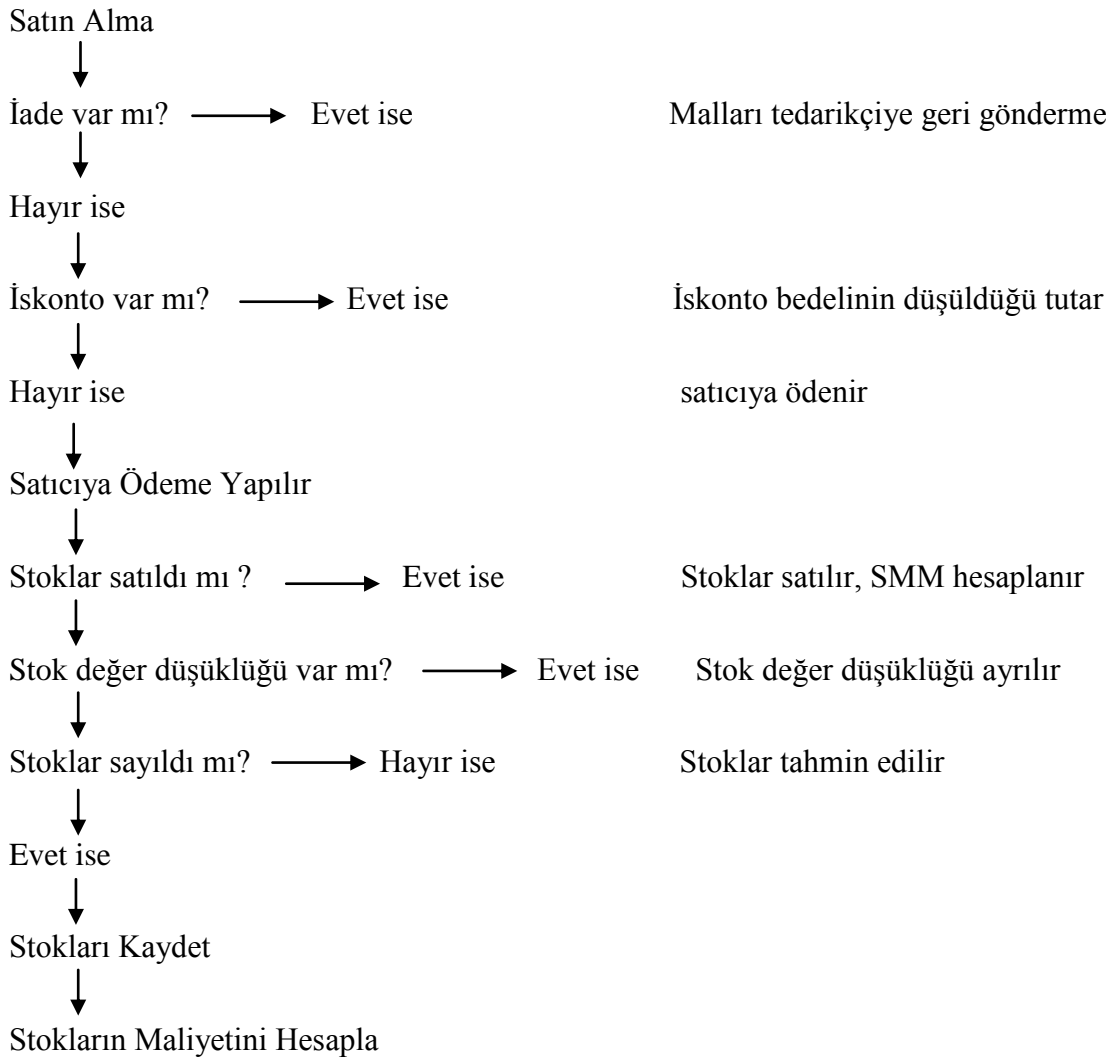 Satın Alma
İade var mı? Evet ise Malları tedarikçiye geri gönderme
Hayır ise
İskonto var mı? Evet ise İskonto bedelinin düşüldüğü tutar
Hayır ise satıcıya ödenir
Satıcıya Ödeme Yapılır
Stoklar satıldı mı ? Evet ise Stoklar satılır, SMM hesaplanır
Stok değer düşüklüğü var mı? Evet ise Stok değer düşüklüğü ayrılır
Stoklar sayıldı mı? Hayır ise Stoklar tahmin edilir
Evet ise
Stokları Kaydet
Stokların Maliyetini Hesapla